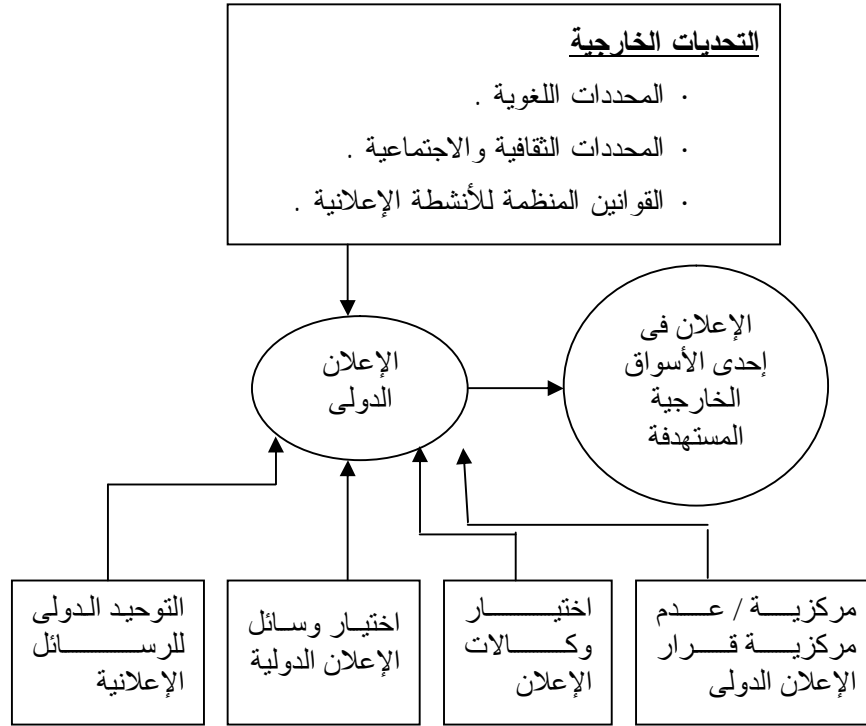 التحديات الخارجية
· المحددات اللغوية .
· المحددات الثقافية والاجتماعية .
· القوانين المنظمة للأنشطة الإعلانية .
الإعلان فى
إحدى الأسواق
الخارجية
المستهدفة
الإعلان
الدولى
مركزية / عدم
مركزية قرار
الإعلان الدولى
اختيار
وكالات
الإعلان
اختيار وسائل
الإعلان الدولية
التوحيد الدولى
للرسائل
الإعلانية